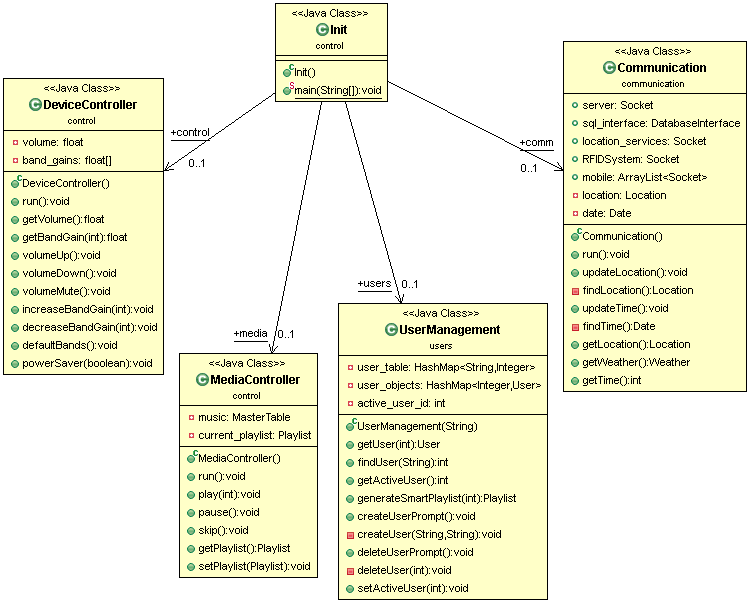 <<Java Class>>
Init
control
Init()
main(String[]):void
<<Java Class>>
DeviceController
control
volume: float
band_gains: float[]
DeviceController()
run():void
getVolume():float
getBandGain(int):float
volumeUp():void
volumeDown():void
volumeMute():void
increaseBandGain(int):void
decreaseBandGain(int):void
defaultBands():void
powerSaver(boolean):void
+control
0..1
+comm
0..1
<<Java Class>>
Communication
communication
server: Socket
sql_interface: DatabaseInterface
location_services: Socket
RFIDSystem: Socket
mobile: ArrayList<Socket>
location: Location
date: Date
Communication()
run():void
updateLocation():void
findLocation():Location
updateTime():void
findTime():Date
getLocation():Location
getWeather():Weather
getTime():int
+media
0..1
<<Java Class>>
MediaController
control
music: MasterTable
current_playlist: Playlist
MediaController()
run():void
play(int):void
pause():void
skip():void
getPlaylist():Playlist
setPlaylist(Playlist):void
+users
0..1
<<Java Class>>
UserManagement
users
user_table: HashMap<String,Integer>
user_objects: HashMap<Integer,User>
active_user_id: int
UserManagement(String)
getUser(int):User
findUser(String):int
getActiveUser():int
generateSmartPlaylist(int):Playlist
createUserPrompt():void
createUser(String,String):void
deleteUserPrompt():void
deleteUser(int):void
setActiveUser(int):void